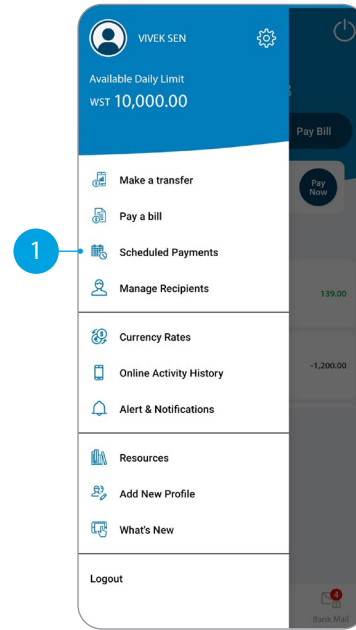 VIVEK SEN
Available Daily Limit
WST 10,000.00
Pay Bill
Make a transfer
Pay Now
Pay a bill
1
Scheduled Payments
Manage Recipients
139.00
Currency Rates
Online Activity History
-1,200.00
Alert & Notifications
Resources
Add New Profile
What's New
Logout
4
Bank Mail